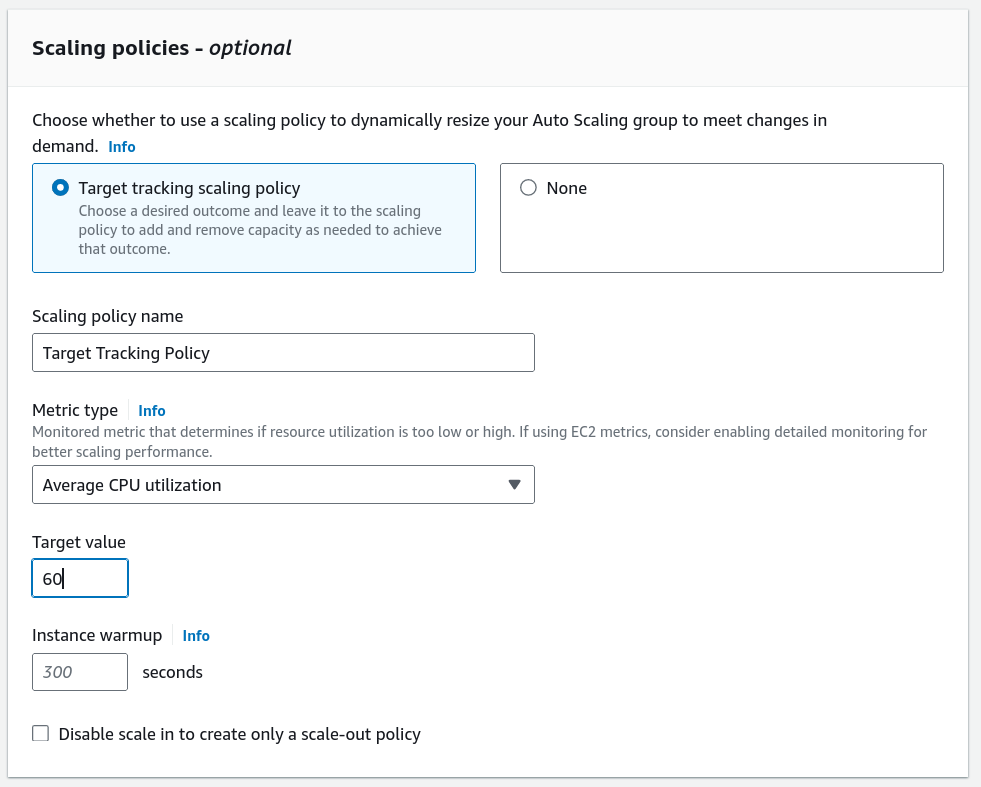 Scaling policies - optional
Choose whether to use a scaling policy to dynamically resize your Auto Scaling group to meet changes in
demand. Info
Target tracking scaling policy
Choose a desired outcome and leave it to the scaling
policy to add and remove capacity as needed to achieve
that outcome.
None
Scaling policy name
Target Tracking Policy
Metric type Info
Monitored metric that determines if resource utilization is too low or high. If using EC2 metrics, consider enabling detailed monitoring for
better scaling performance.
Average CPU utilization
Target value
60
Instance warmup Info
300 seconds
Disable scale in to create only a scale-out policy